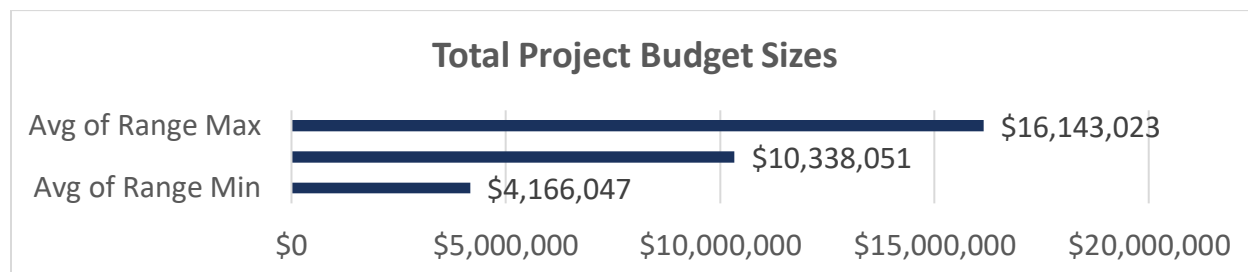 Total Project Budget Sizes
Avg of Range Max
$16,143,023
$10,338,051
Avg of Range Min
$4,166,047
$0
$5,000,000
$10,000,000
$15,000,000
$20,000,000